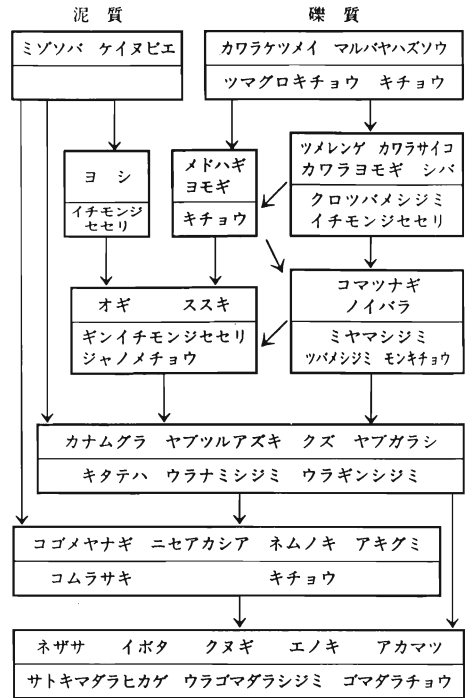 泥質 礫質
ミゾソバ ケイヌビエ
カワラケツメイ マルバヤハズソウ
ツマグロキチョウ キチョウ
ヨシ
イチモンジ
セセリ
メドハギ
ヨモギ
キチョウ
ツメレンゲ カワラサイコ
カワラヨモギ シバ
クロツバメシジミ
イチモンジセセリ
オギ ススキ
ギンイチモンジセセリ
ジャノメチョウ
コマツナギ
ノイバラ
ミヤマシジミ
ツバメシジミ モンキチョウ
カナムグラ ヤブツルアズキ クズ ヤブガラシ
キタテハ ウラナミシジミ ウラギンシジミ
コゴメヤナギ ニセアカシア ネムノキ アキグミ
コムラサキ キチョウ
ネザサ イボタ クヌギ エノキ アカマツ
サトキマダラヒカゲ ウラゴマダラシジミ ゴマダラチョウ